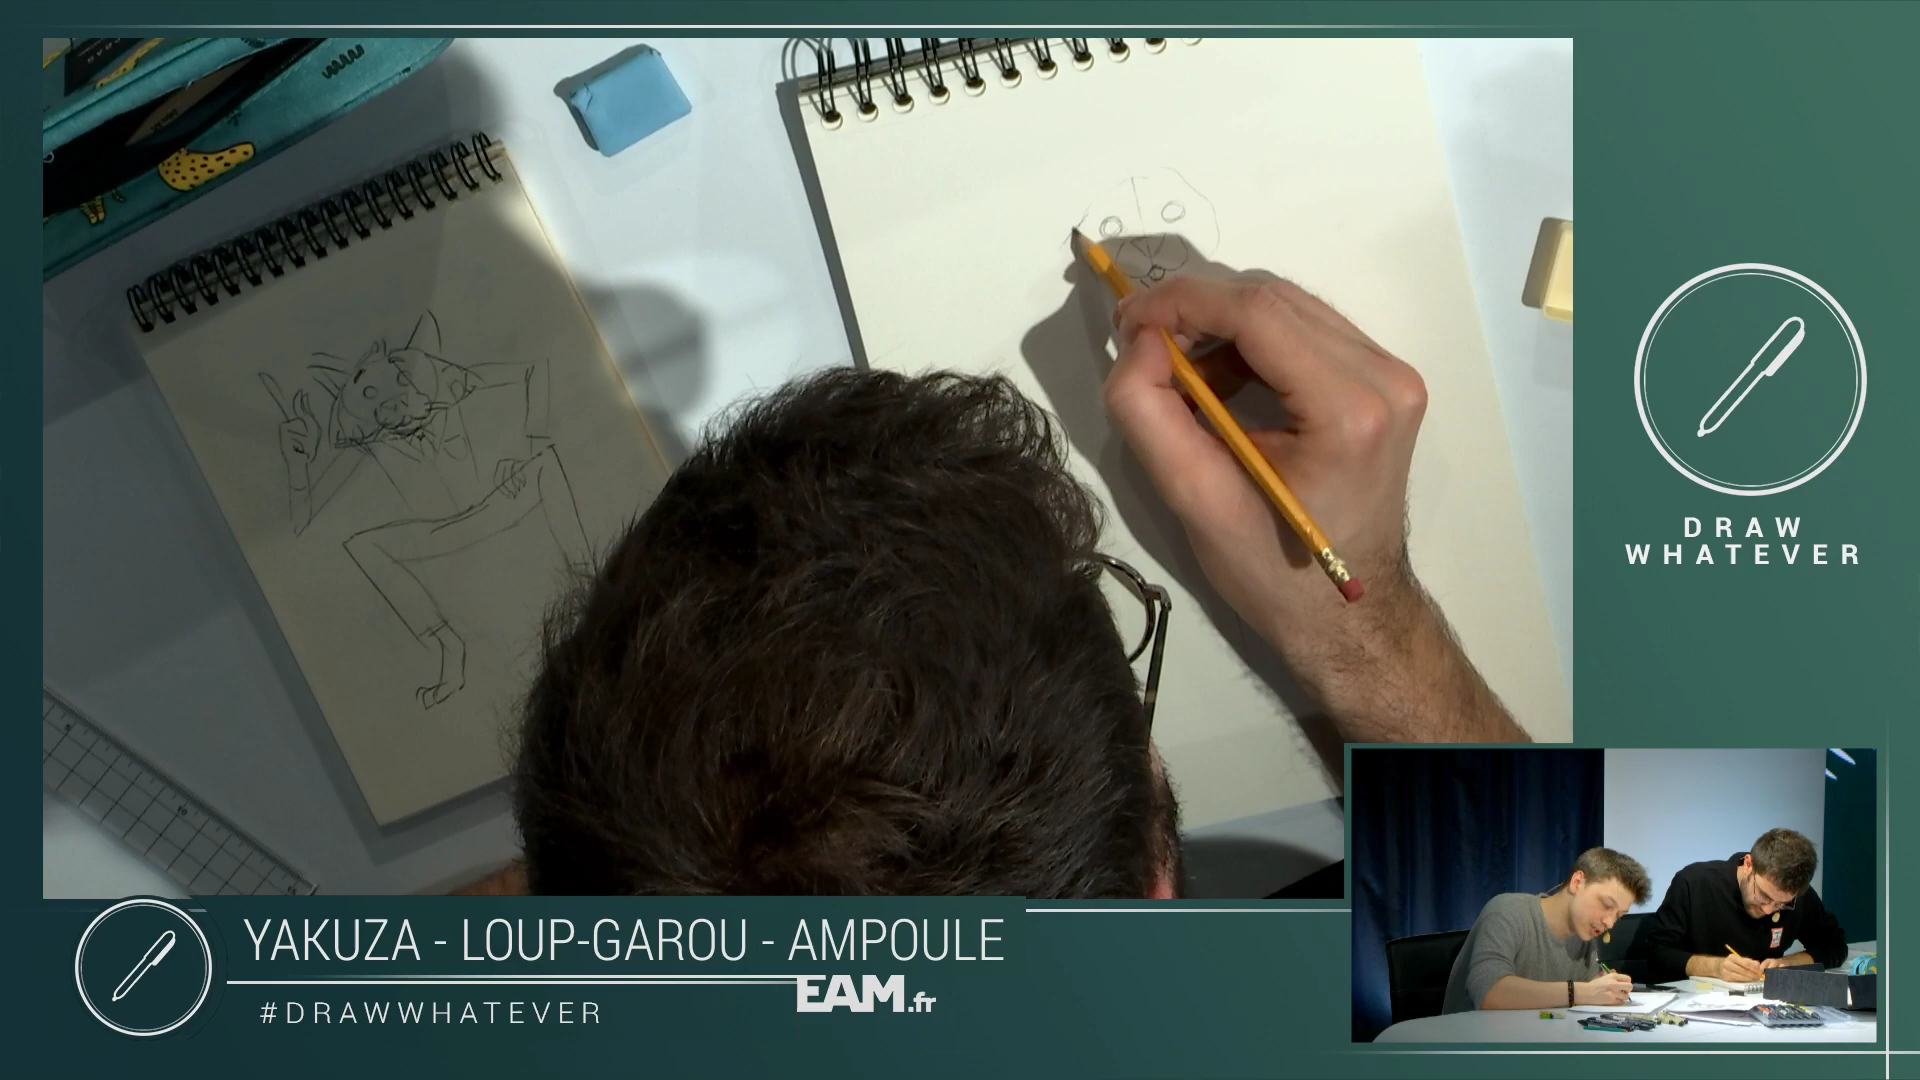 DRAW
WHATEVER
YAKUZA - LOUP-GAROU - AMPOULE
EAM.fr
#DRAWWHATEVER